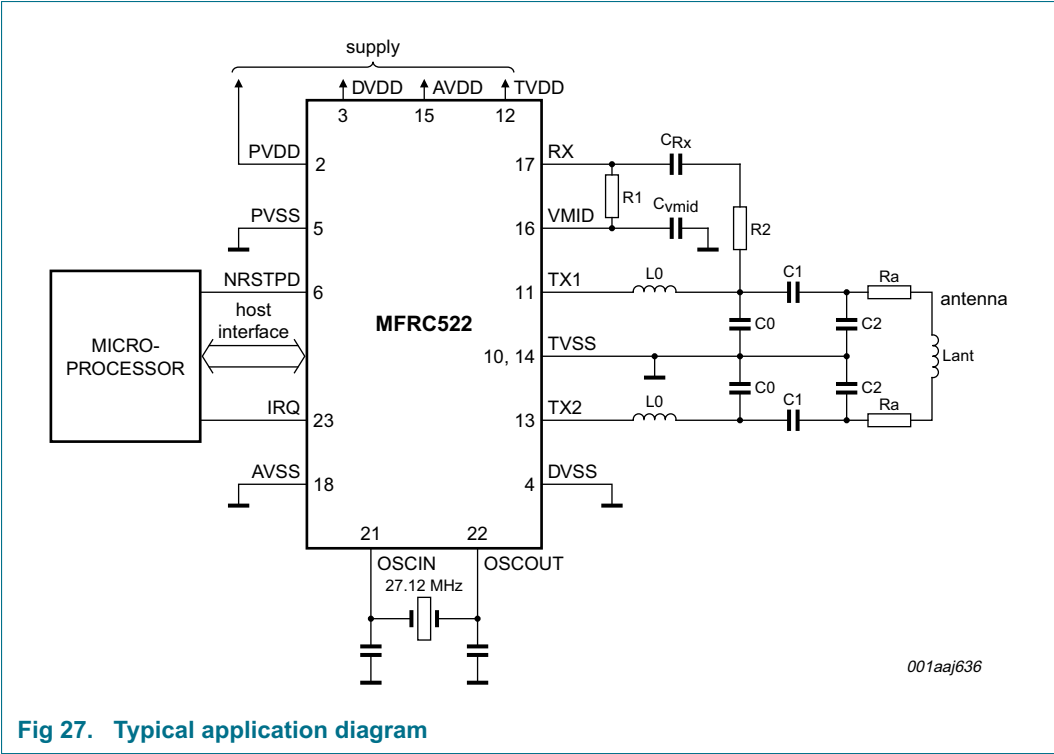 supply
DVDD AVDD TVDD
3 15 12
PVDD 2
17 RX
CRx
R1
PVSS 5
16 VMID
Cvmid
R2
NRSTPD 6
11 TX1
L0
C1
Ra
antenna
host
interface
MFRC522
C0
C2
MICRO-
PROCESSOR
10, 14 TVSS
Lant
C0
C2
IRQ 23
13 TX2
L0
C1
Ra
AVSS 18
4 DVSS
21 22
OSCIN OSCOUT
27.12 MHz
001aaj636
Fig 27. Typical application diagram